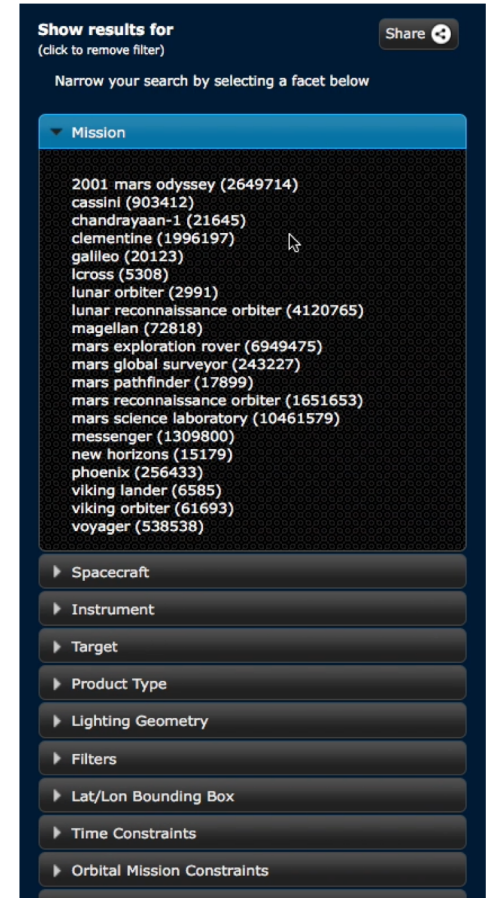 Show results for
Share
(click to remove filter)
Narrow your search by selecting a facet below
Mission
2001 mars odyssey (2649714)
cassini (903412)
chandrayaan-1 (21645)
clementine (1996197)
galileo (20123)
lcross (5308)
lunar orbiter (2991)
lunar reconnaissance orbiter (4120765)
magellan (72818)
mars exploration rover (6949475)
mars global surveyor (243227)
mars pathfinder (17899)
mars reconnaissance orbiter (1651653)
mars science laboratory (10461579)
messenger (1309800)
new horizons (15179)
phoenix (256433)
viking lander (6585)
viking orbiter (61693)
voyager (538538)
Spacecraft
Instrument
Target
Product Type
Lighting Geometry
Filters
Lat/Lon Bounding Box
Time Constraints
Orbital Mission Constraints